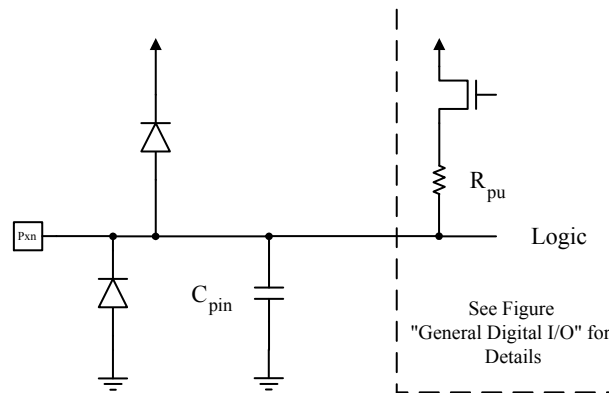 R
pu
Pxn
Logic
C
pin
See Figure
"General Digital I/O" for
Details